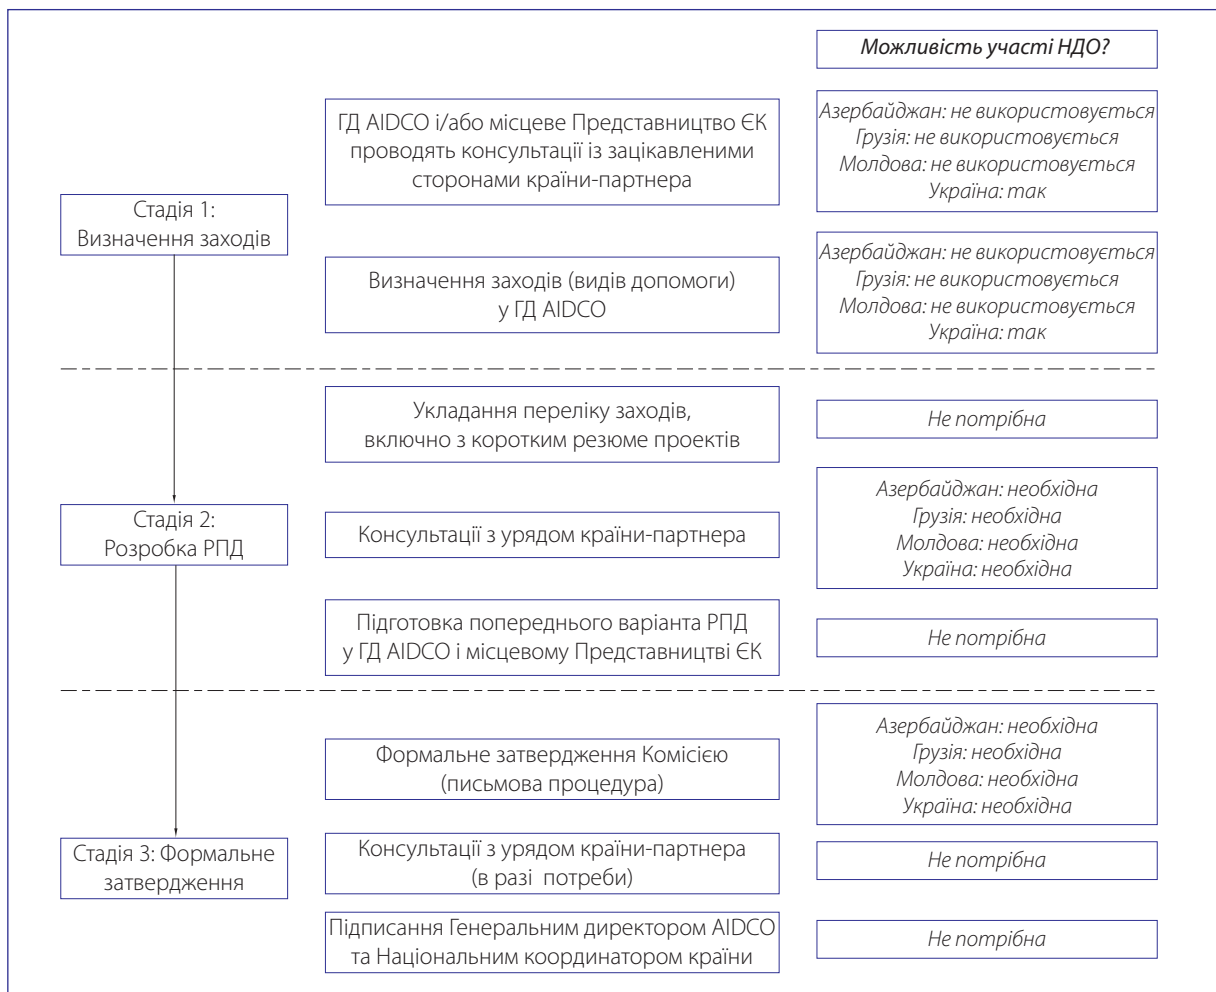 Можливість участі НДО?
ГД AIDCO і/або місцеве Представництво ЄК
проводять консультації із зацікавленими
сторонами країни-партнера
Азербайджан: не використовується
Грузія: не використовується
Молдова: не використовується
Україна: так
Стадія 1:
Визначення заходів
Визначення заходів (видів допомоги)
у ГД AIDCO
Азербайджан: не використовується
Грузія: не використовується
Молдова: не використовується
Україна: так
Укладання переліку заходів,
включно з коротким резюме проектів
Не потрібна
Стадія 2:
Розробка РПД
Консультації з урядом країни-партнера
Азербайджан: необхідна
Грузія: необхідна
Молдова: необхідна
Україна: необхідна
Підготовка попереднього варіанта РПД
у ГД AIDCO і місцевому Представництві ЄК
Не потрібна
Формальне затвердження Комісією
(письмова процедура)
Азербайджан: необхідна
Грузія: необхідна
Молдова: необхідна
Україна: необхідна
Стадія 3: Формальне
затвердження
Консультації з урядом країни-партнера
(в разі потреби)
Не потрібна
Підписання Генеральним директором AIDCO
та Національним координатором країни
Не потрібна